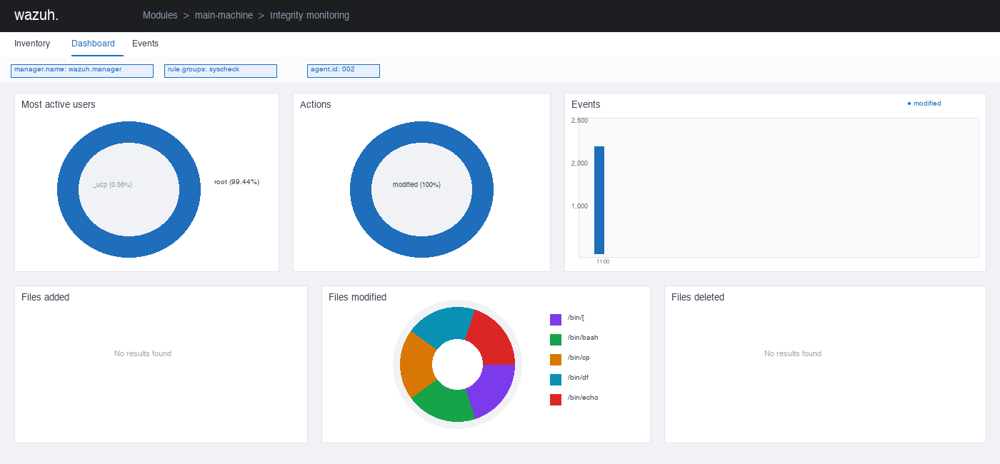 wazuh.
Modules > main-machine > Integrity monitoring
Inventory Dashboard Events
manager.name: wazuh.manager rule.groups: syscheck agent.id: 002
Most active users
_ucp (0.56%)
root (99.44%)
Actions
modified (100%)
Events
modified
2,500
2,000
1,000
11:00
Files added
No results found
Files modified
/bin/[
/bin/bash
/bin/cp
/bin/df
/bin/echo
Files deleted
No results found